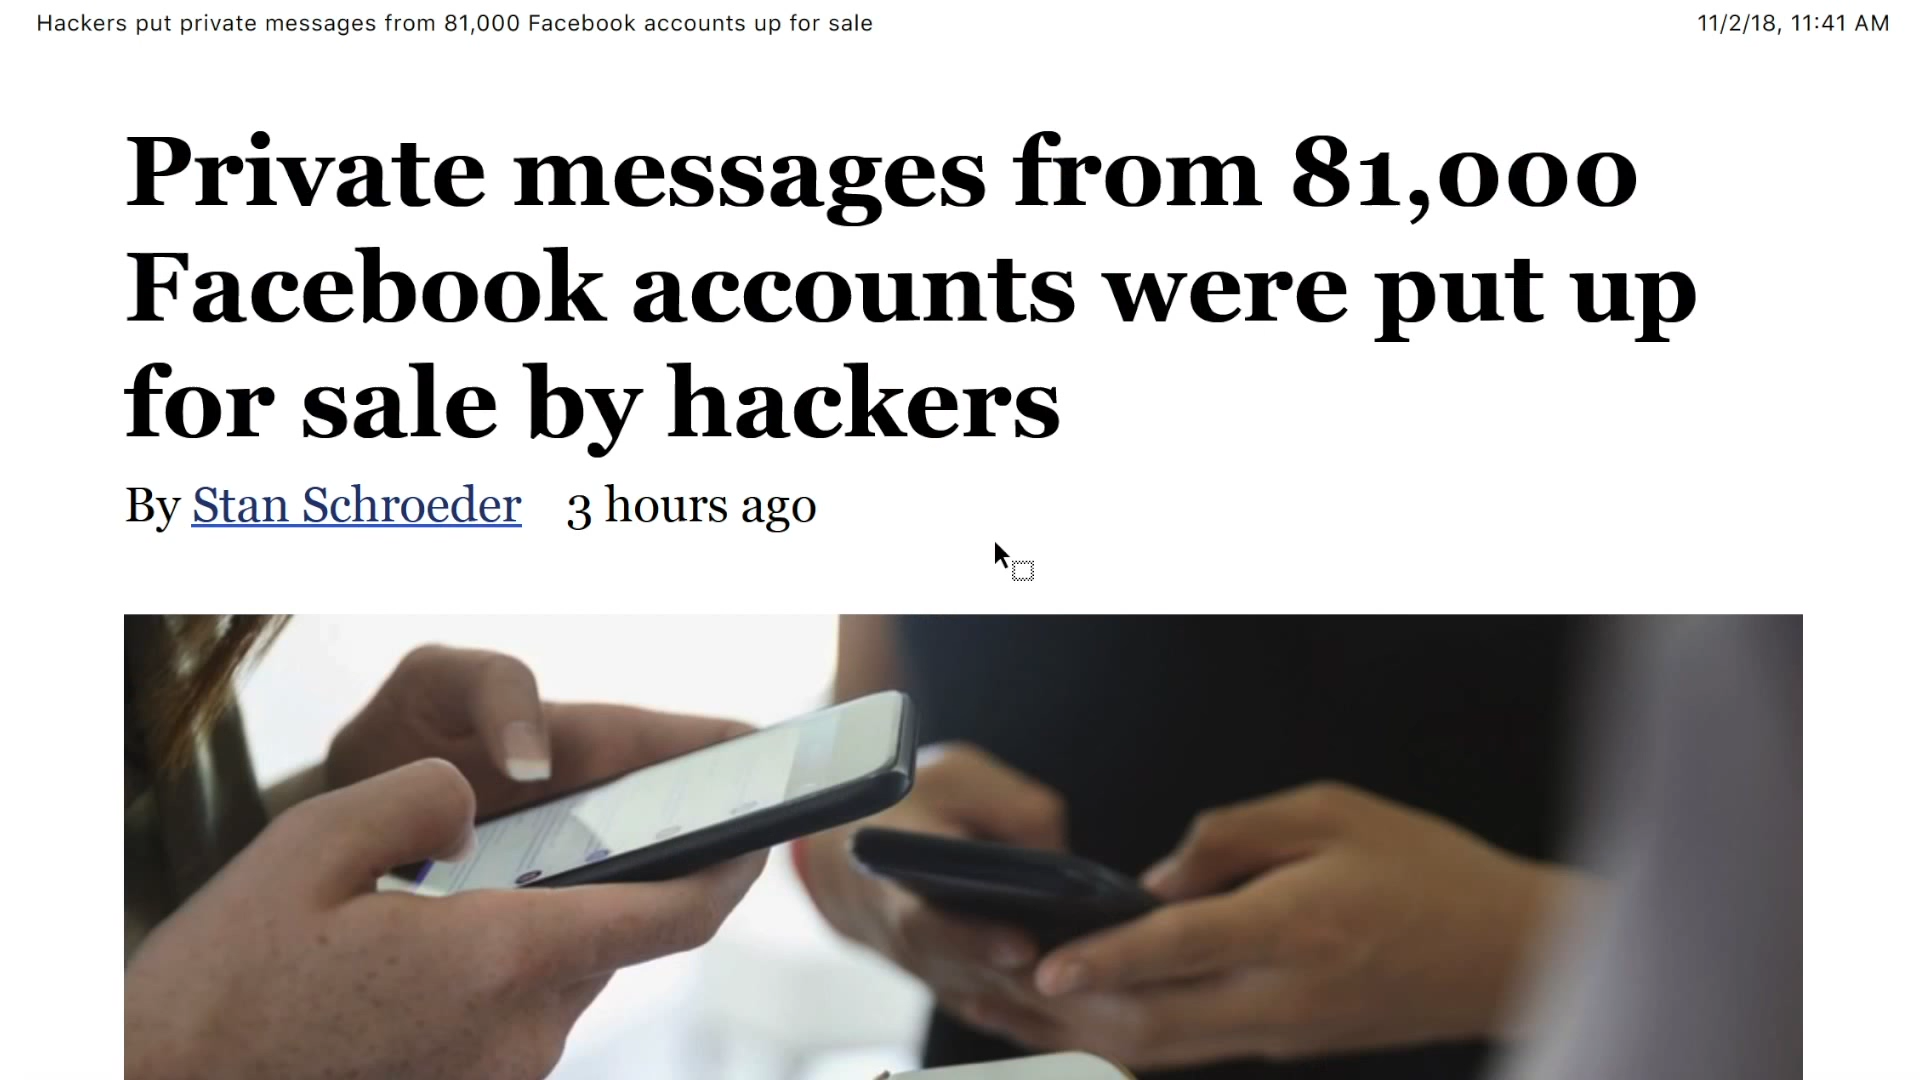 Hackers put private messages from 81,000 Facebook accounts up for sale
11/2/18, 11:41 AM
Private messages from 81,000
Facebook accounts were put up
for sale by hackers
By Stan Schroeder 3 hours ago